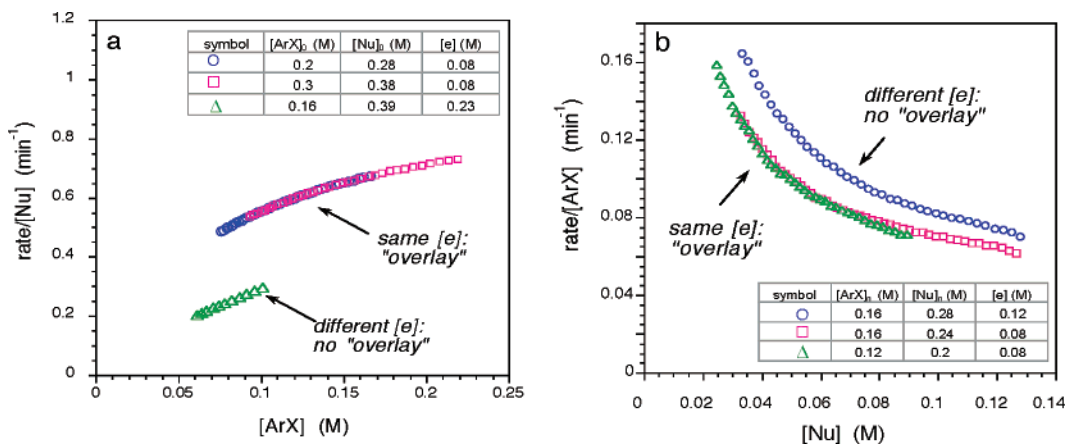 a
symbol [ArX]₀ (M) [Nu]₀ (M) [e] (M)
0.2 0.28 0.08
0.3 0.38 0.08
0.16 0.39 0.23
same [e]:
"overlay"
different [e]:
no "overlay"
rate/[Nu] (min⁻¹)
1.2
1
0.8
0.6
0.4
0.2
0
0 0.05 0.1 0.15 0.2 0.25
[ArX] (M)
b
different [e]:
no "overlay"
same [e]:
"overlay"
symbol [ArX]₀ (M) [Nu]₀ (M) [e] (M)
0.16 0.28 0.12
0.16 0.24 0.08
0.12 0.2 0.08
rate/[ArX] (min⁻¹)
0.16
0.12
0.08
0.04
0
0 0.02 0.04 0.06 0.08 0.1 0.12 0.14
[Nu] (M)